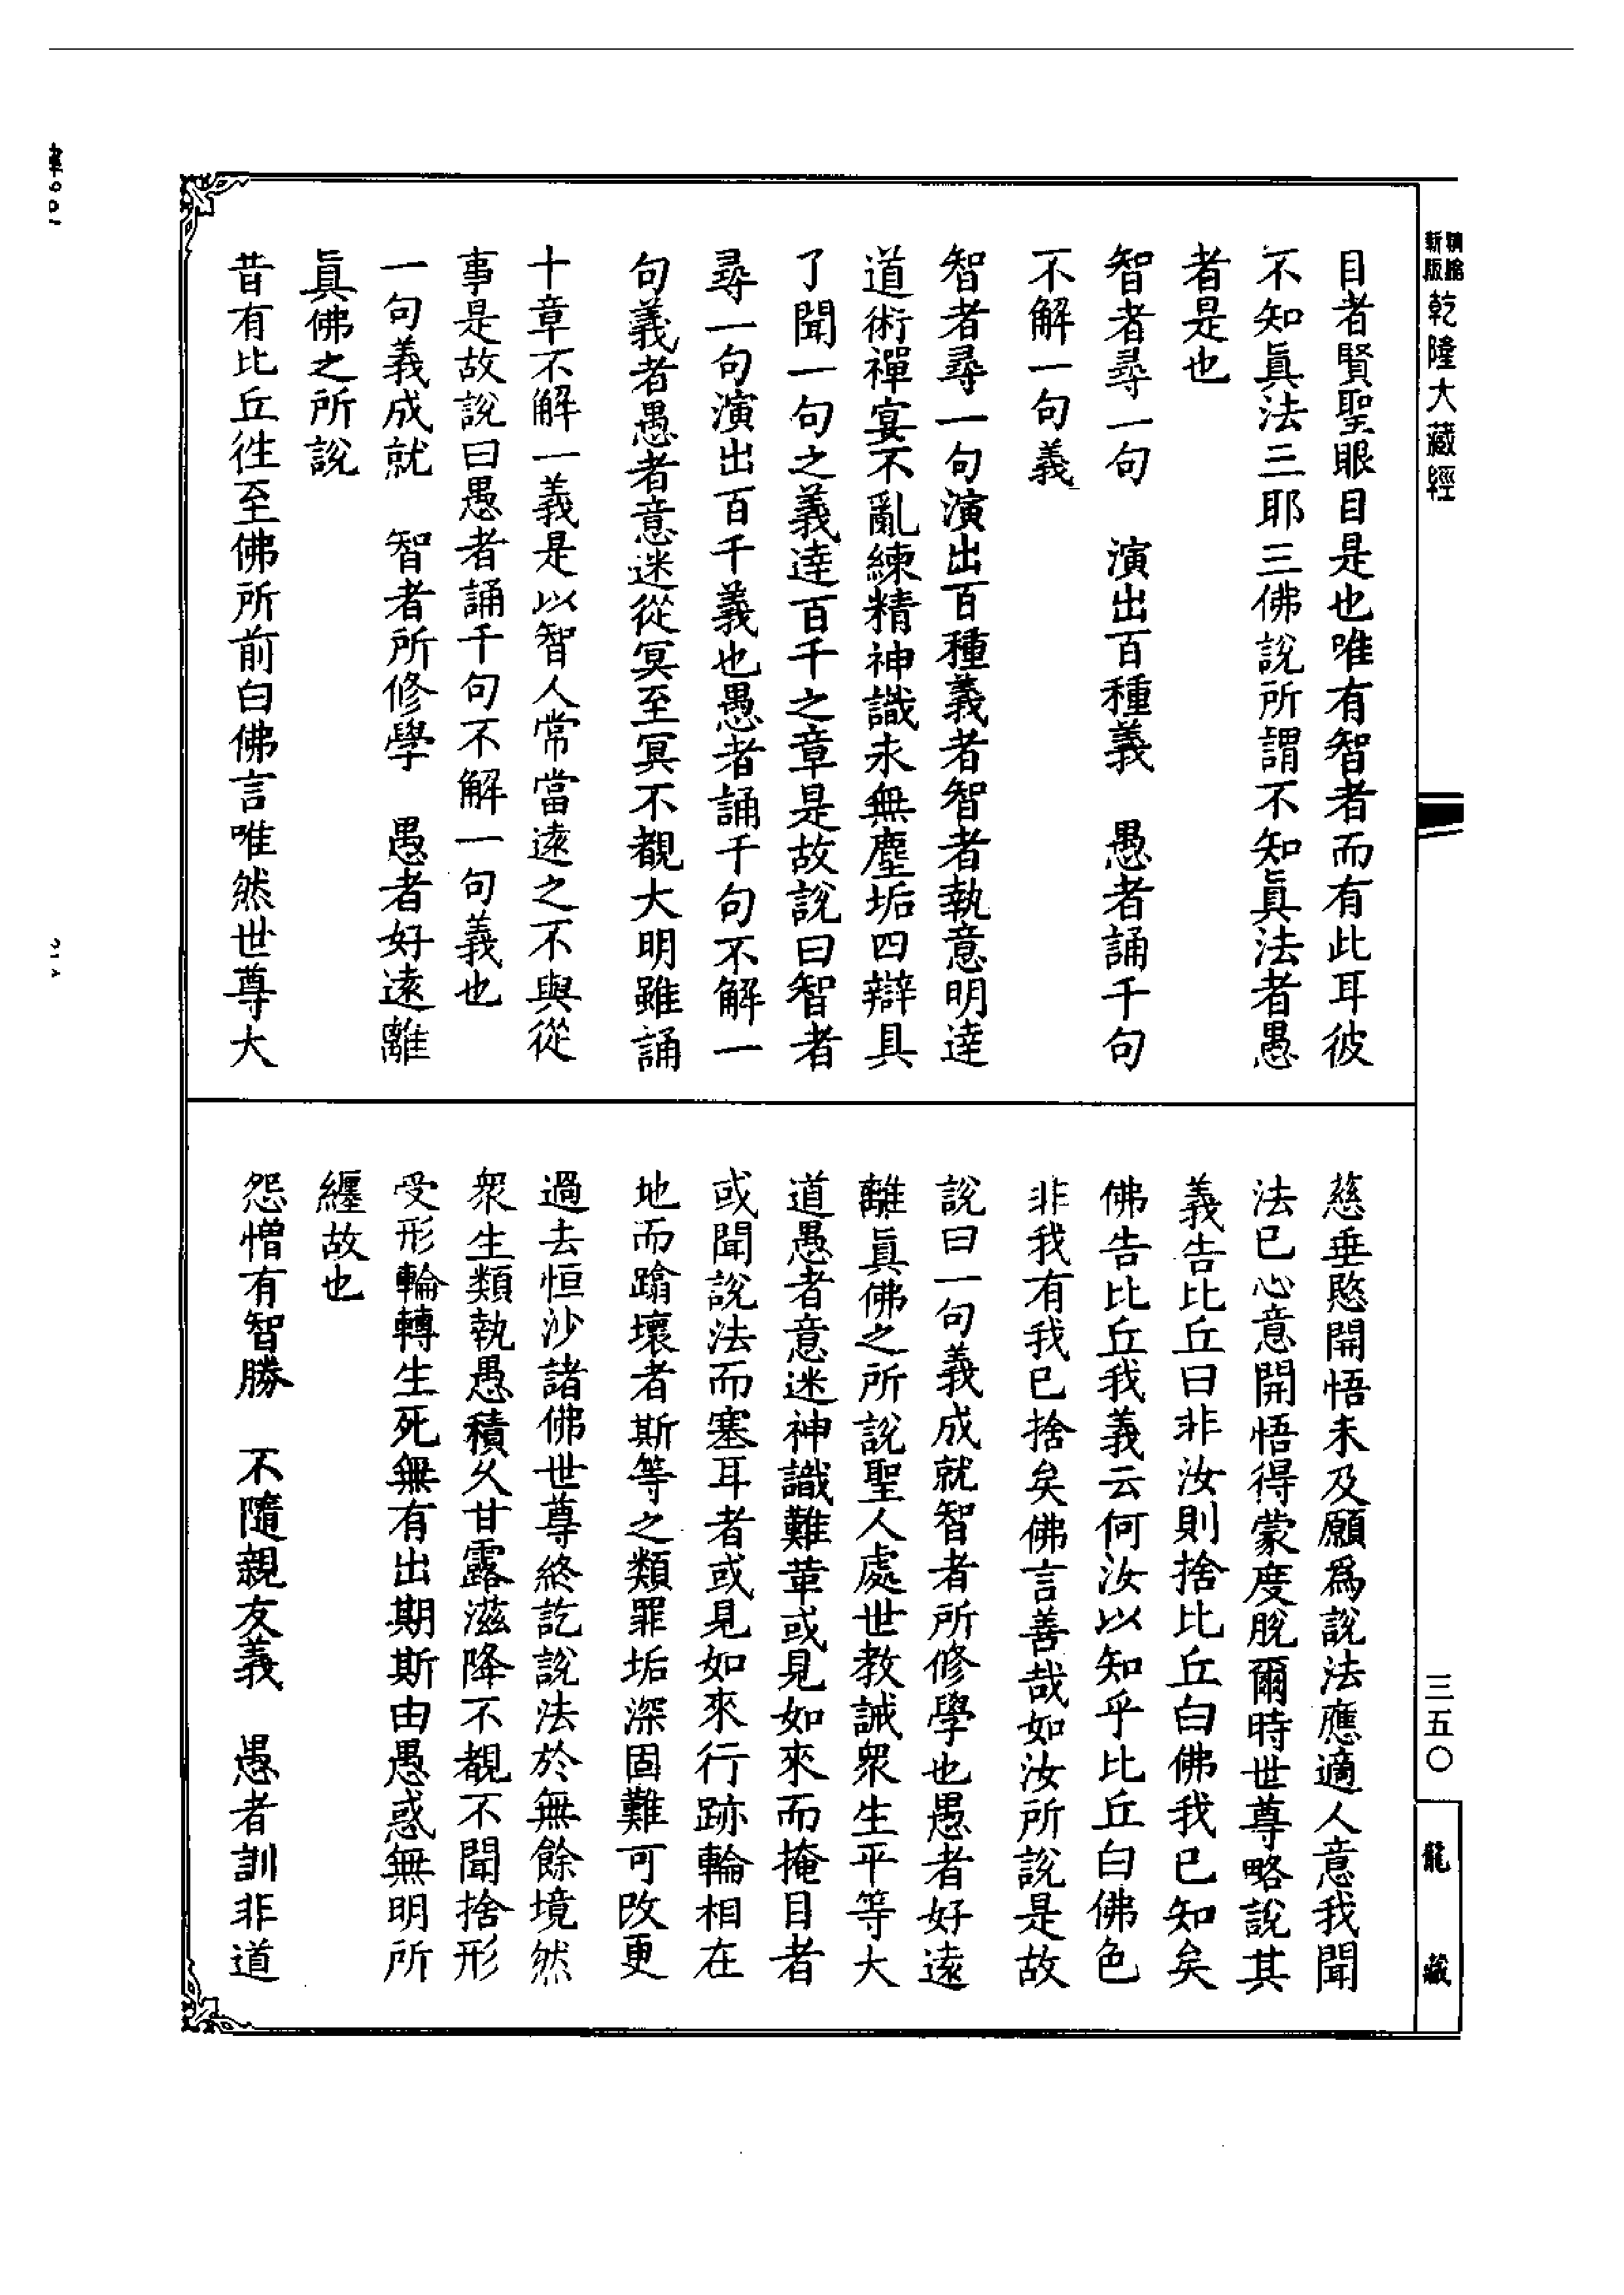 乾隆大藏經
目者賢聖眼目是也唯有智者而有此耳彼
不知眞法三耶三佛說所謂不知眞法者愚
者是也
智者尋一句　演出百種義　愚者誦千句
不解一句義
智者尋一句演出百種義者智者執意明達
道術禪宴不亂練精神識永無塵垢四辯具
了聞一句之義達百千之章是故說曰智者
尋一句演出百千義也愚者誦千句不解一
句義者愚者意迷從冥至冥不覩大明雖誦
十章不解一義是以智人常當遠之不與從
事是故說曰愚者誦千句不解一句義也
一句義成就　智者所修學　愚者好遠離
眞佛之所說
昔有比丘徃至佛所前白佛言唯然世尊大
慈垂愍開悟未及願爲說法應適人意我聞
法已心意開悟得蒙度脫爾時世尊略說其
義告比丘曰非汝則捨比丘白佛我已知矣
佛告比丘我義云何汝以知乎比丘白佛色
非我有我已捨矣佛言善哉如汝所說是故
說曰一句義成就智者所修學也愚者好遠
離眞佛之所說聖人處世教誡衆生平等大
道愚者意迷神識難革或見如來而掩目者
或聞說法而塞耳者或見如來行跡輪相在
地而蹋壞者斯等之類罪垢深固難可改更
過去恒沙諸佛世尊終訖說法於無餘境然
衆生類執愚積久甘露滋降不覩不聞捨形
受形輪轉生死無有出期斯由愚惑無明所
纏故也
怨憎有智勝　不隨親友義　愚者訓非道
三五〇
龍藏